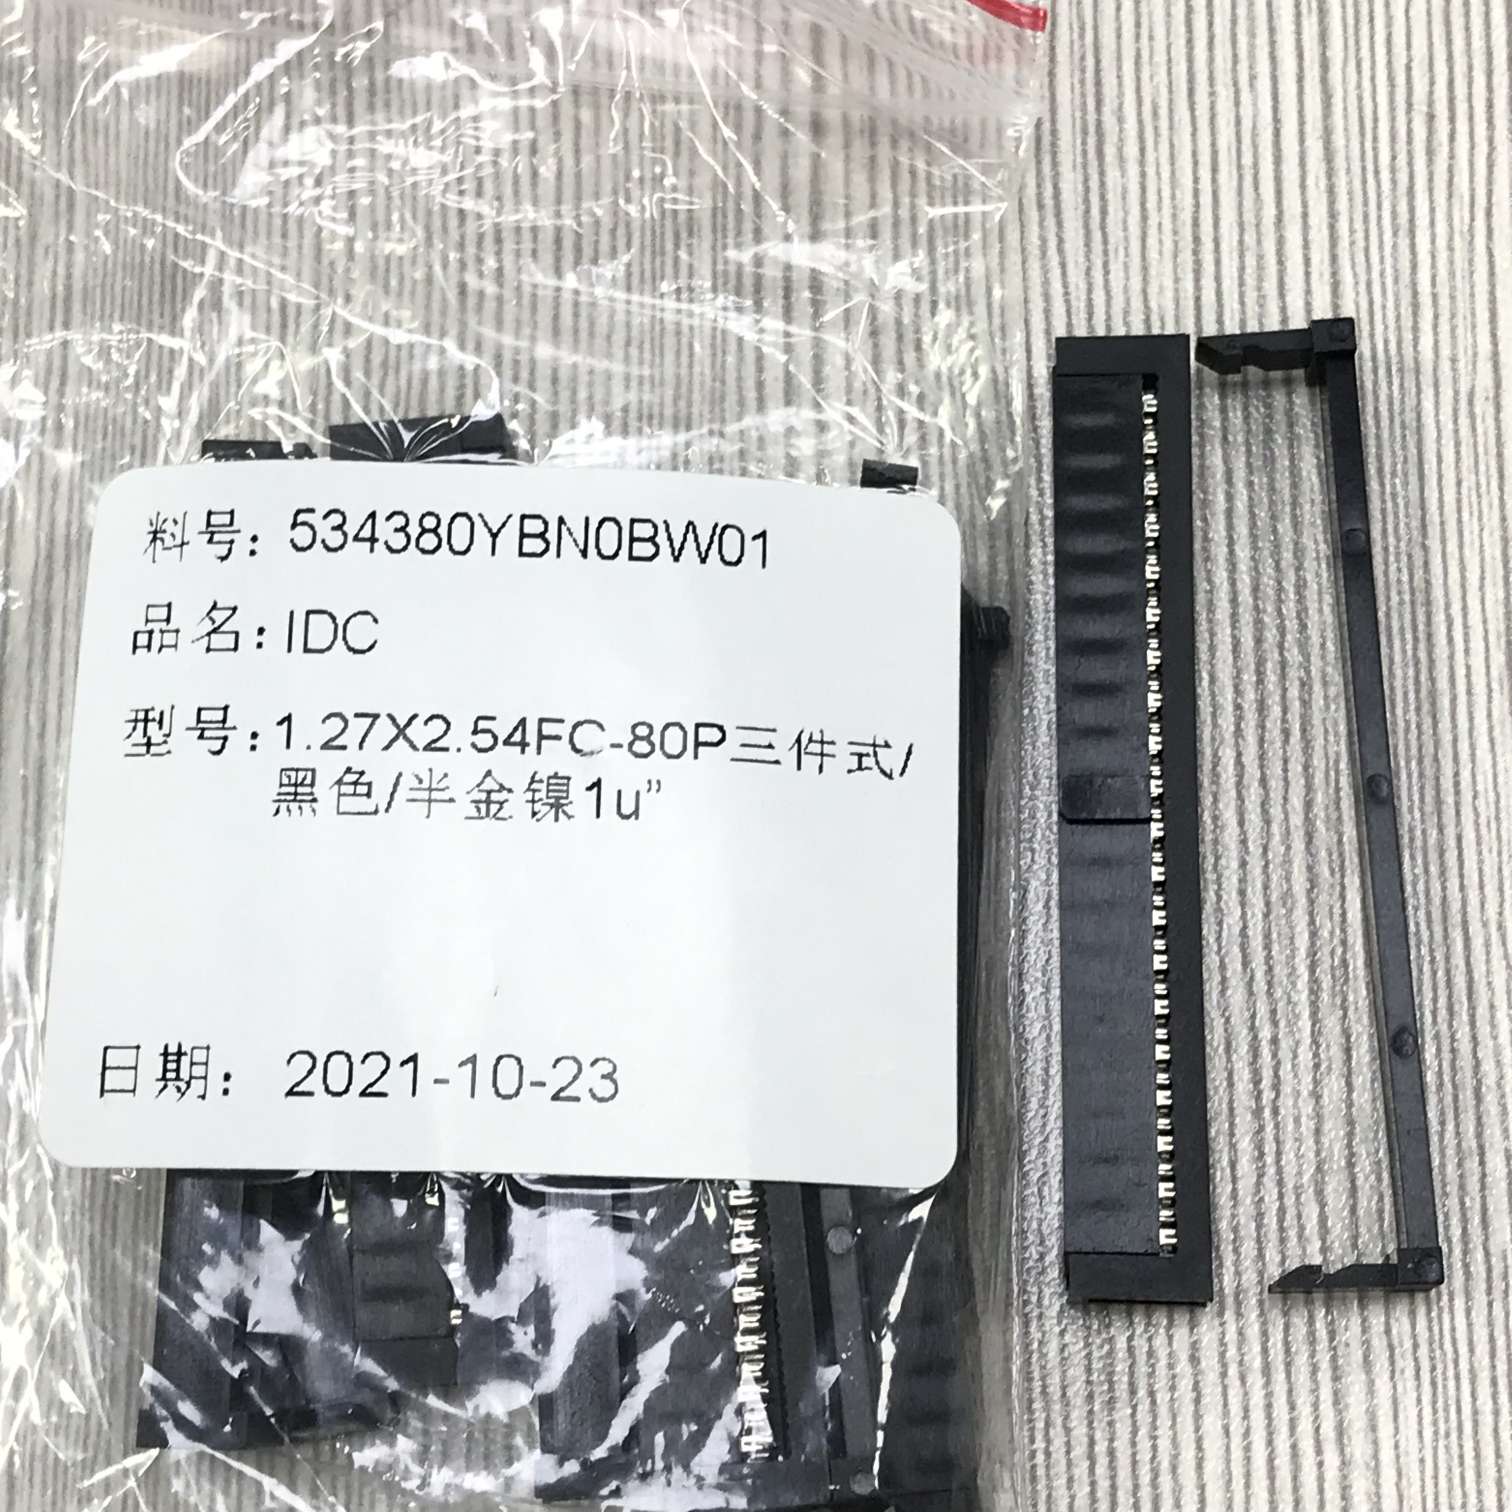 料号: 534380YBN0BW01
品名: IDC
型号: 1.27X2.54FC-80P三件式/
黑色/半金镍1u”
日期: 2021-10-23